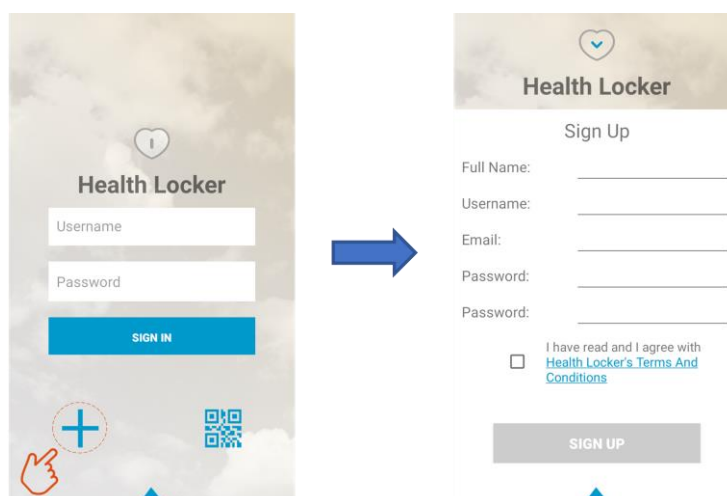 Health Locker
Username
Password
SIGN IN
Health Locker
Sign Up
Full Name:
Username:
Email:
Password:
Password:
I have read and I agree with
Health Locker's Terms And
Conditions
SIGN UP